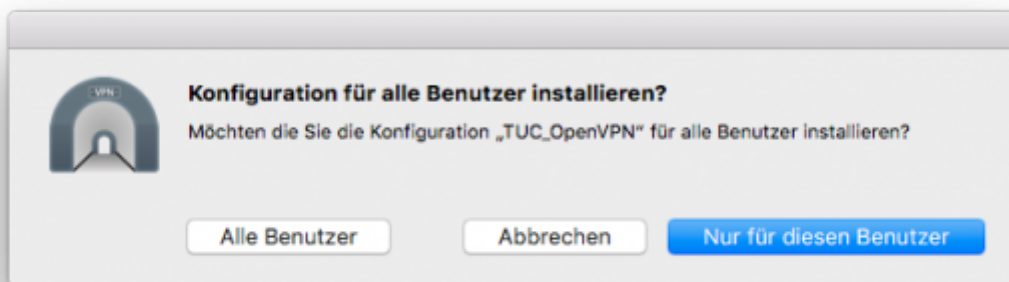 VPN
Konfiguration für alle Benutzer installieren?
Möchten die Sie die Konfiguration „TUC_OpenVPN“ für alle Benutzer installieren?
Alle Benutzer
Abbrechen
Nur für diesen Benutzer